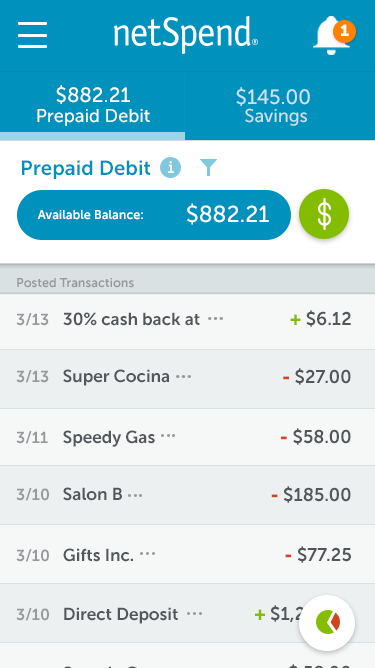 netSpend®
1
$882.21
Prepaid Debit
$145.00
Savings
Prepaid Debit i
Available Balance: $882.21 $
Posted Transactions
3/13 30% cash back at ... + $6.12
3/13 Super Cocina ... - $27.00
3/11 Speedy Gas ... - $58.00
3/10 Salon B ... - $185.00
3/10 Gifts Inc. ... - $77.25
3/10 Direct Deposit ... + $1,2